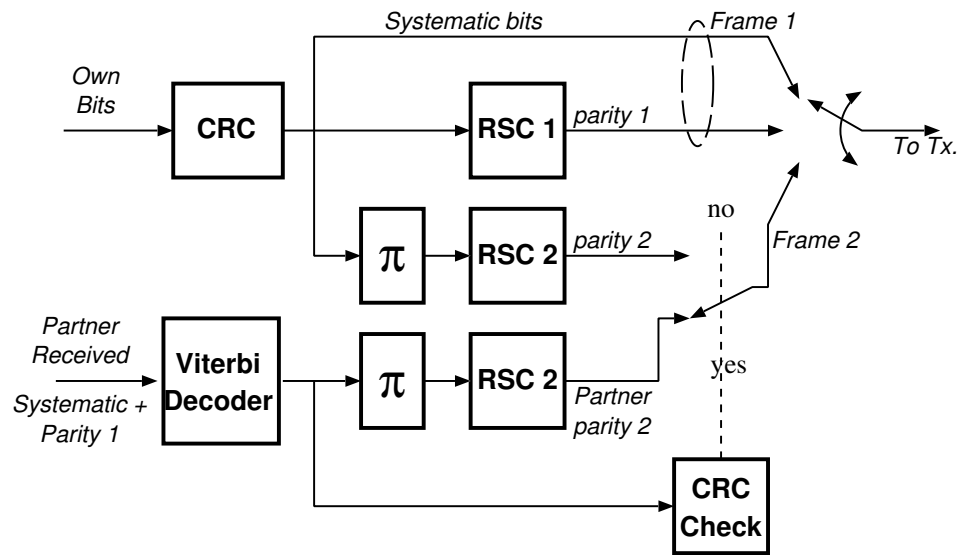 Systematic bits
Frame 1
Own
Bits
CRC
RSC 1
parity 1
To Tx.
no
π
RSC 2
parity 2
Frame 2
Partner
Received
Systematic +
Parity 1
Viterbi
Decoder
π
RSC 2
yes
Partner
parity 2
CRC
Check